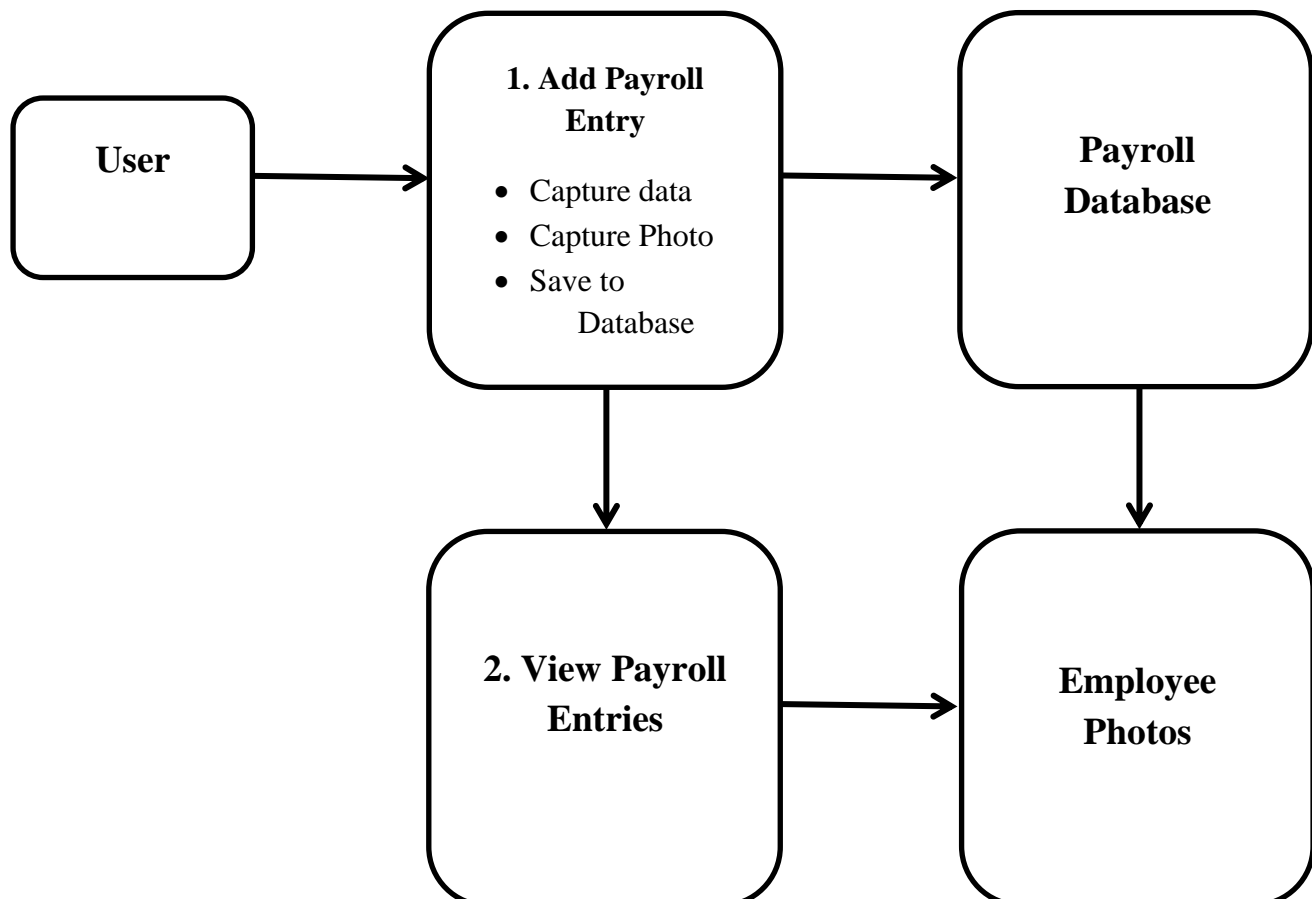 User
1. Add Payroll
Entry
• Capture data
• Capture Photo
• Save to
Database
Payroll
Database
2. View Payroll
Entries
Employee
Photos